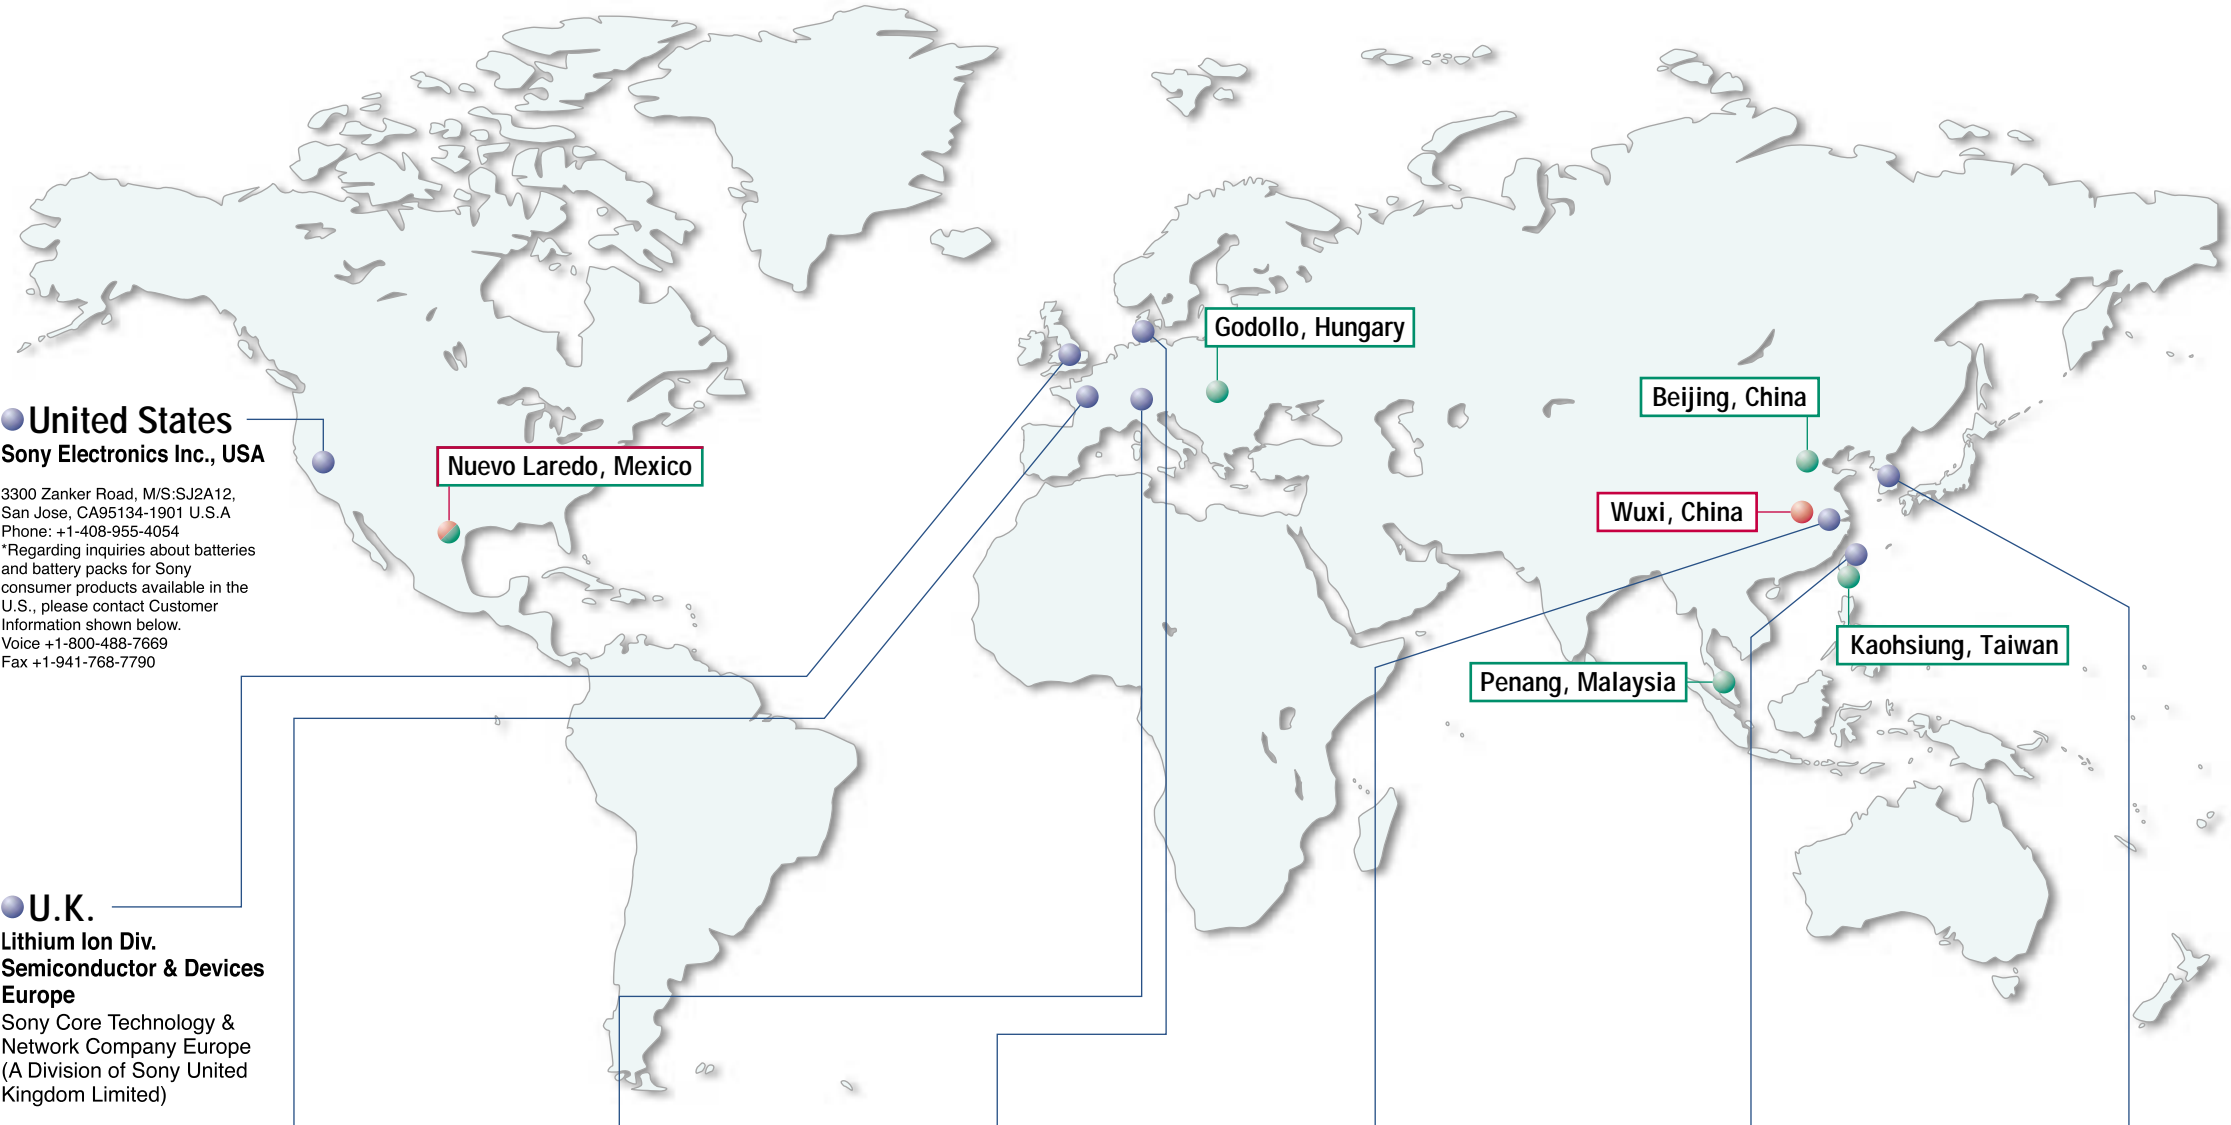 United States
Sony Electronics Inc., USA
3300 Zanker Road, M/S:SJ2A12,
San Jose, CA95134-1901 U.S.A
Phone: +1-408-955-4054
*Regarding inquiries about batteries
and battery packs for Sony
consumer products available in the
U.S., please contact Customer
Information shown below.
Voice +1-800-488-7669
Fax +1-941-768-7790
U.K.
Lithium Ion Div.
Semiconductor & Devices
Europe
Sony Core Technology &
Network Company Europe
(A Division of Sony United
Kingdom Limited)
Nuevo Laredo, Mexico
Godollo, Hungary
Beijing, China
Wuxi, China
Kaohsiung, Taiwan
Penang, Malaysia